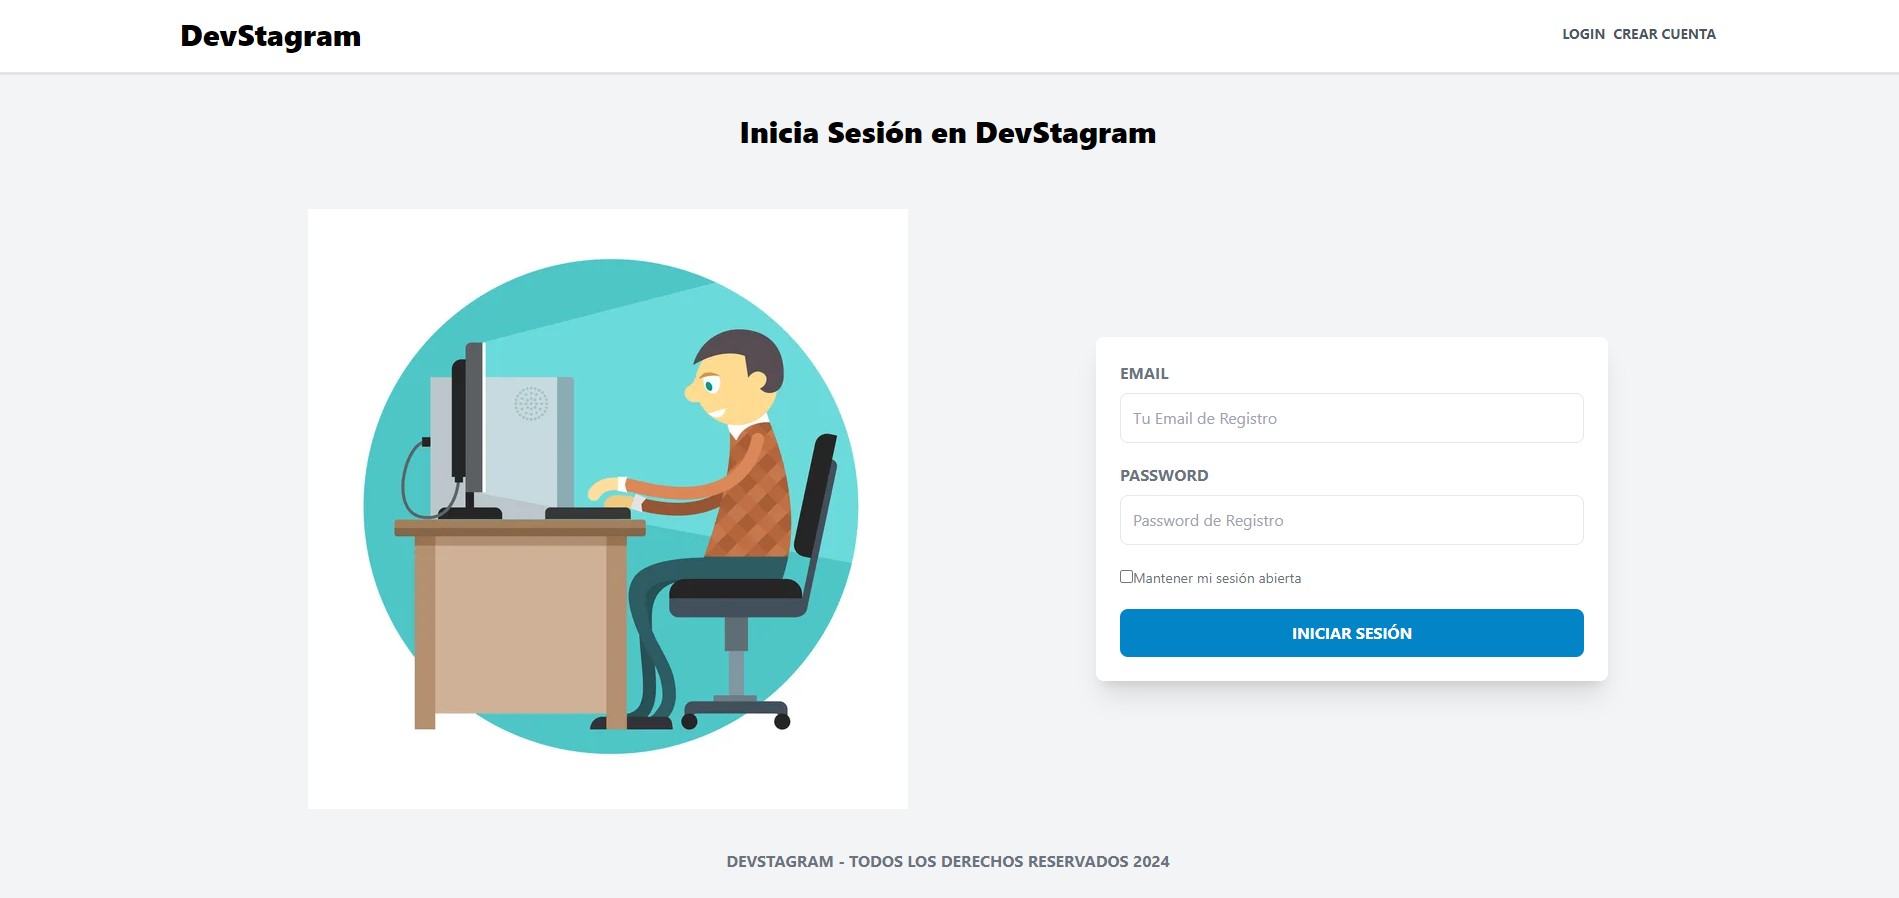 DevStagram
LOGIN CREAR CUENTA
Inicia Sesión en DevStagram
EMAIL
Tu Email de Registro
PASSWORD
Password de Registro
Mantener mi sesión abierta
INICIAR SESIÓN
DEVSTAGRAM - TODOS LOS DERECHOS RESERVADOS 2024